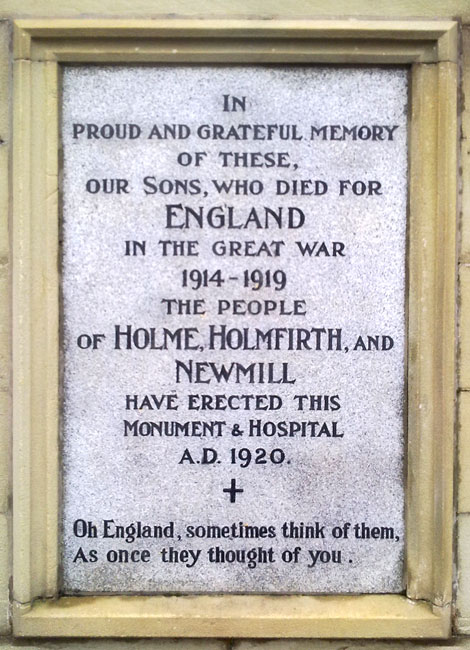 IN
PROUD AND GRATEFUL MEMORY
OF THESE,
OUR SONS, WHO DIED FOR
ENGLAND
IN THE GREAT WAR
1914-1919
THE PEOPLE
OF HOLME, HOLMFIRTH, AND
NEWMILL
HAVE ERECTED THIS
MONUMENT & HOSPITAL
A.D. 1920.
Oh England, sometimes think of them,
As once they thought of you.